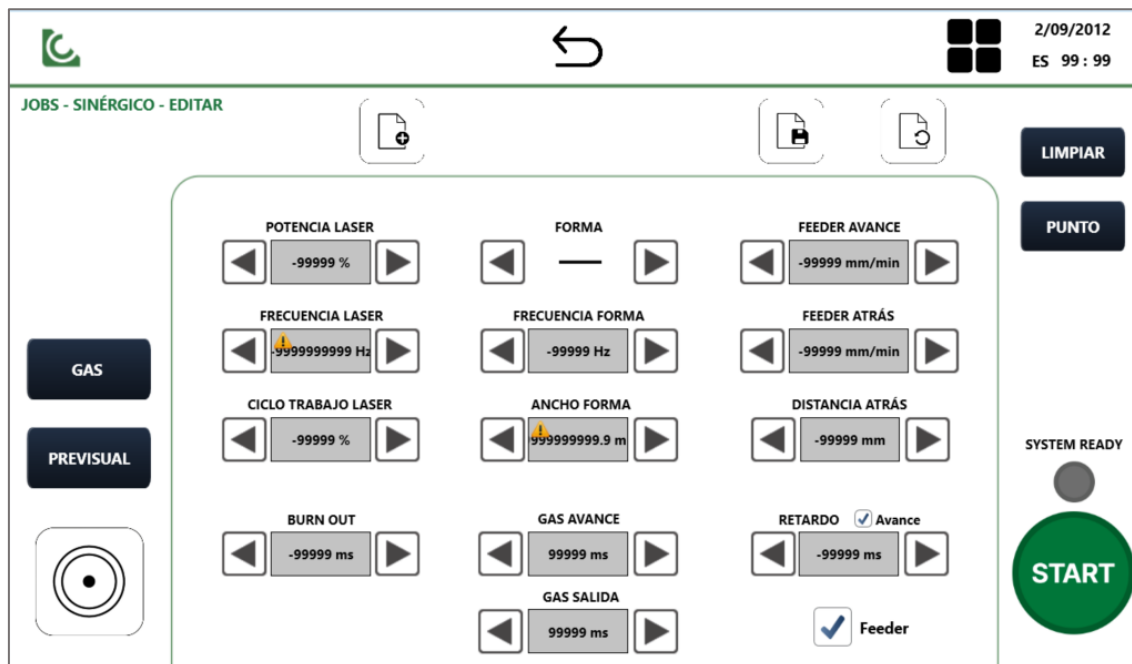 2/09/2012
ES 99 : 99
JOBS - SINÉRGICO - EDITAR
LIMPIAR
PUNTO
POTENCIA LASER
FORMA
FEEDER AVANCE
-99999 %
-99999 mm/min
FRECUENCIA LASER
FRECUENCIA FORMA
FEEDER ATRÁS
-9999999999 Hz
-99999 Hz
-99999 mm/min
GAS
CICLO TRABAJO LASER
ANCHO FORMA
DISTANCIA ATRÁS
-99999 %
999999999.9 m
-99999 mm
PREVISUAL
SYSTEM READY
BURN OUT
GAS AVANCE
RETARDO Avance
-99999 ms
99999 ms
-99999 ms
START
GAS SALIDA
99999 ms
Feeder